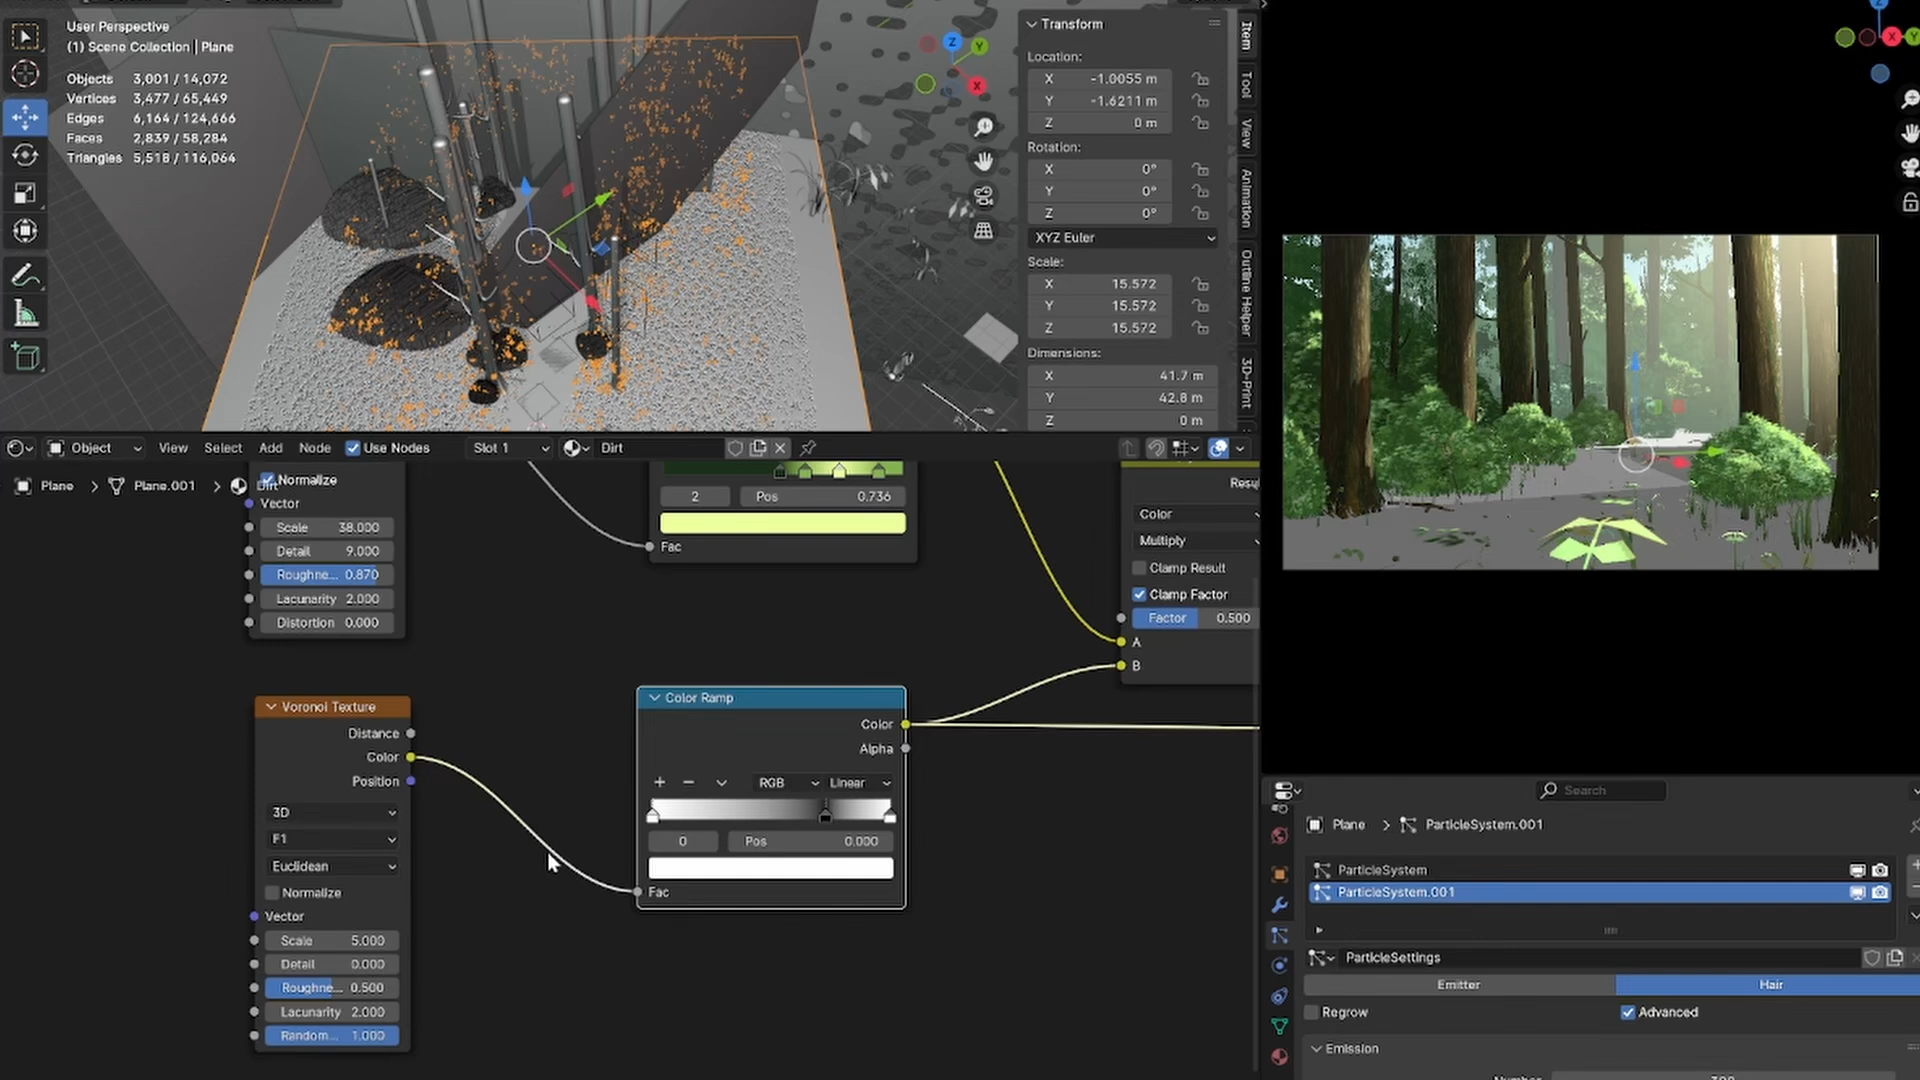 User Perspective
(1) Scene Collection | Plane
Objects 3,001 / 14,072
Vertices 3,477 / 65,449
Edges 6,164 / 124,666
Faces 2,839 / 58,284
Triangles 5,518 / 116,064
Z
Y
X
Transform
Location:
X -1.0055 m
Y -1.6211 m
Z 0 m
Rotation:
X 0°
Y 0°
Z 0°
XYZ Euler
Scale:
X 15.572
Y 15.572
Z 15.572
Dimensions:
X 41.7 m
Y 42.8 m
Z 0 m
Item
Tool
View
Animation
Outline Helper
3D-Print
Object View Select Add Node Use Nodes Slot 1 Dirt
Plane > Plane.001 >
Normalize
Vector
Scale 38.000
Detail 9.000
Roughne... 0.870
Lacunarity 2.000
Distortion 0.000
2 Pos 0.736
Fac
Color
Multiply
Clamp Result
Clamp Factor
Factor 0.500
A
B
Voronoi Texture
Distance
Color
Position
3D
F1
Euclidean
Normalize
Vector
Scale 5.000
Detail 0.000
Roughne... 0.500
Lacunarity 2.000
Random... 1.000
Color Ramp
Color
Alpha
+ - RGB Linear
0 Pos 0.000
Fac
X
Y
Search
Plane > ParticleSystem.001
ParticleSystem
ParticleSystem.001
ParticleSettings
Emitter Hair
Regrow Advanced
Emission